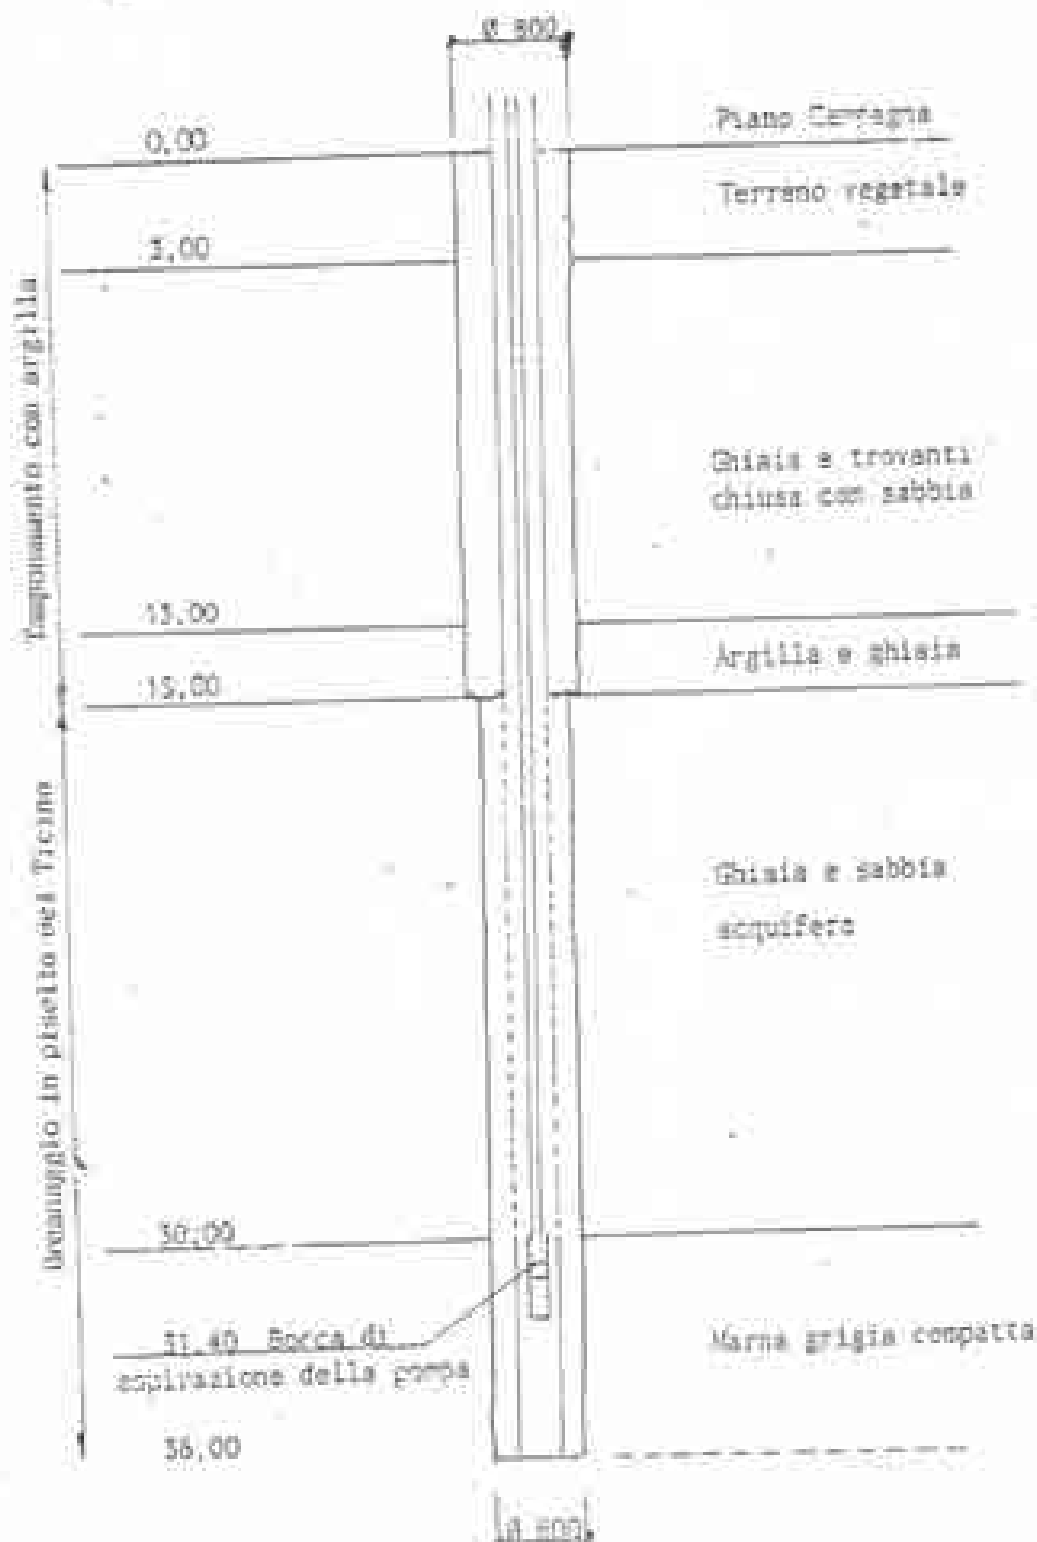 Ø 800
0,00
Piano Campagna
Terreno vegetale
3,00
Tamponamento con argilla
Ghiaia e trovanti
chiusa con sabbia
13,00
Argilla e ghiaia
15,00
Drenaggio in pisello del Ticino
Ghiaia e sabbia
acquifero
30,00
31,40 Bocca di
aspirazione della pompa
Marna grigia compatta
36,00
Ø 600